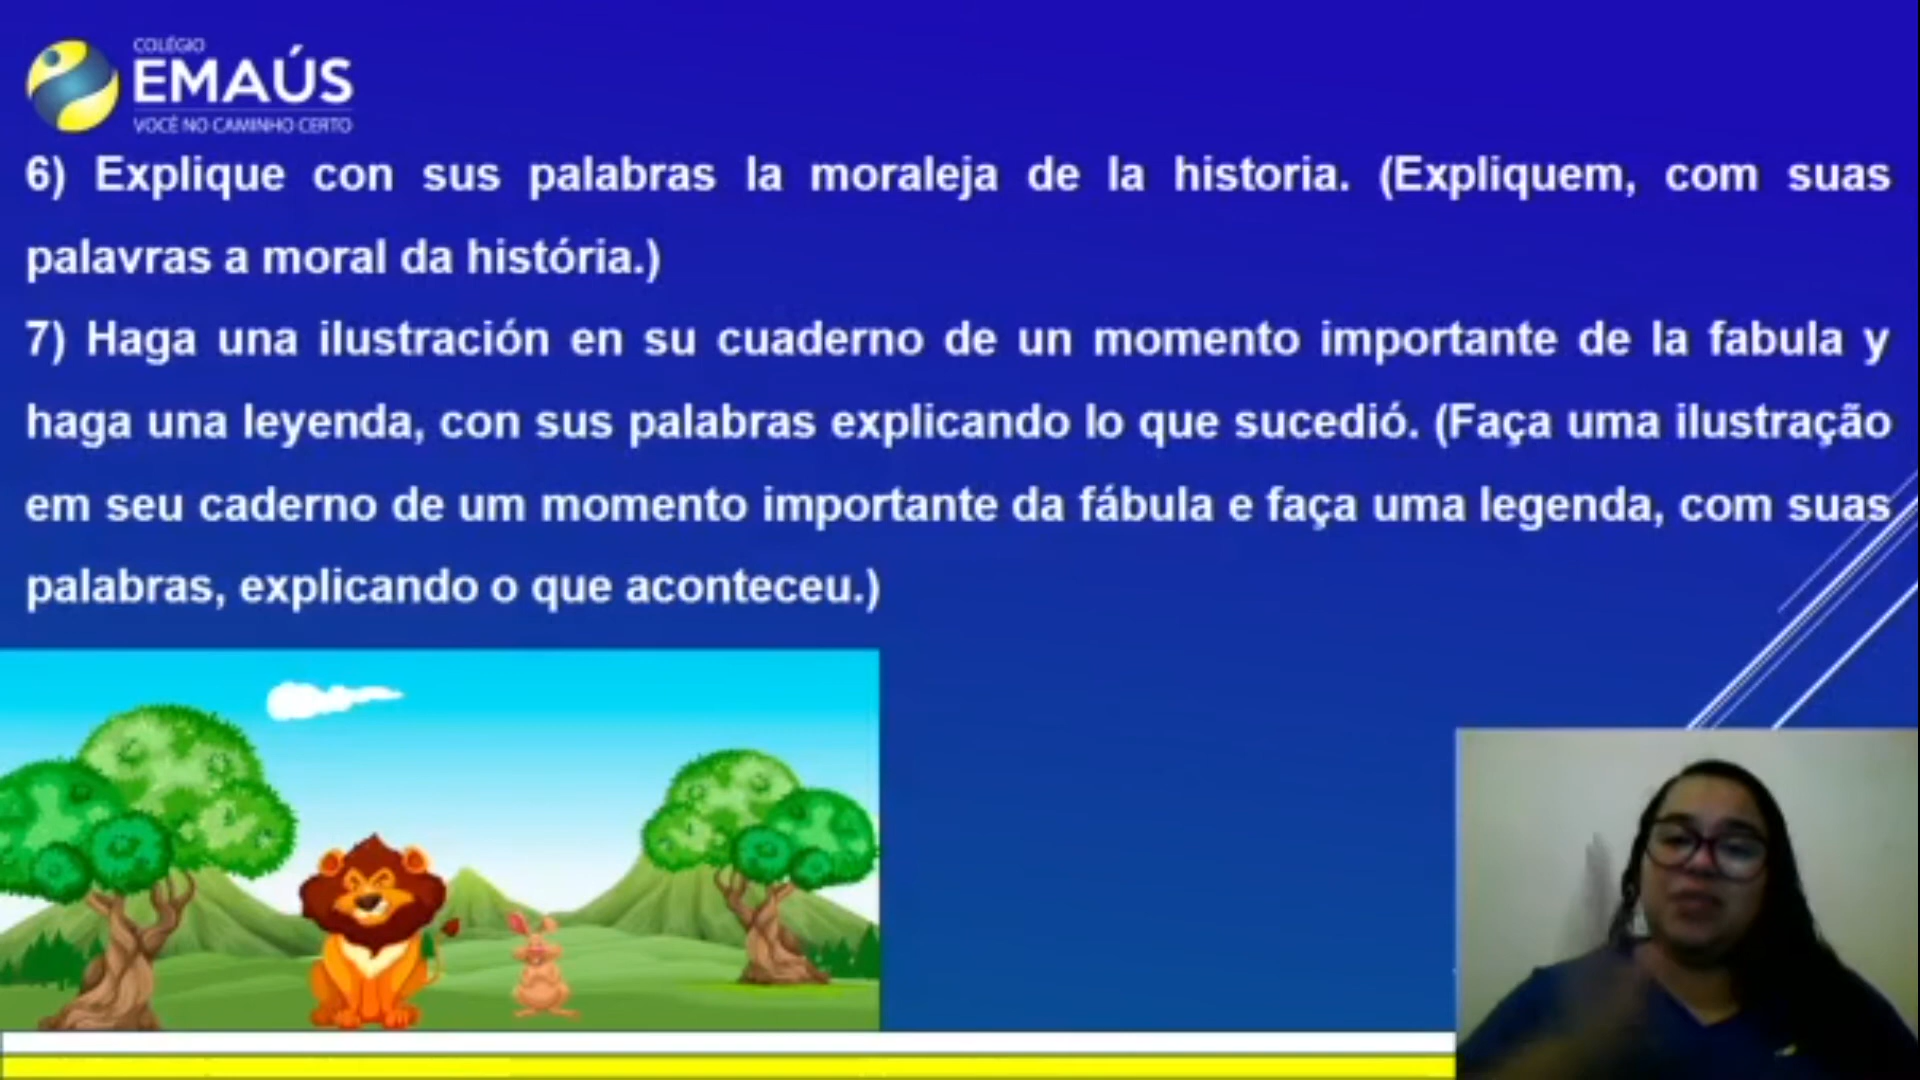 COLÉGIO
EMAÚS
VOCÊ NO CAMINHO CERTO
6) Explique con sus palabras la moraleja de la historia. (Expliquem, com suas
palavras a moral da história.)
7) Haga una ilustración en su cuaderno de un momento importante de la fabula y
haga una leyenda, con sus palabras explicando lo que sucedió. (Faça uma ilustração
em seu caderno de um momento importante da fábula e faça uma legenda, com suas
palabras, explicando o que aconteceu.)